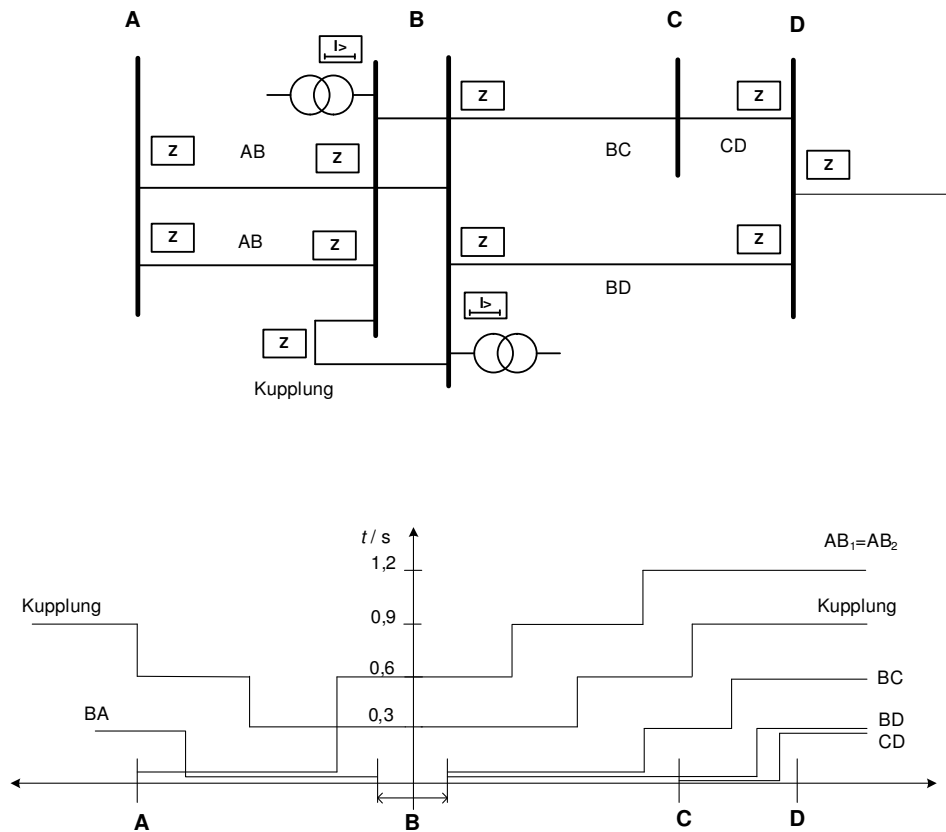 A
B
C
D
I>
Z
Z
Z
AB
Z
BC
CD
Z
Z
AB
Z
Z
Z
BD
I>
Z
Kupplung
t / s
1,2
AB₁=AB₂
Kupplung
0,9
Kupplung
0,6
BC
BA
0,3
BD
CD
A
B
C
D